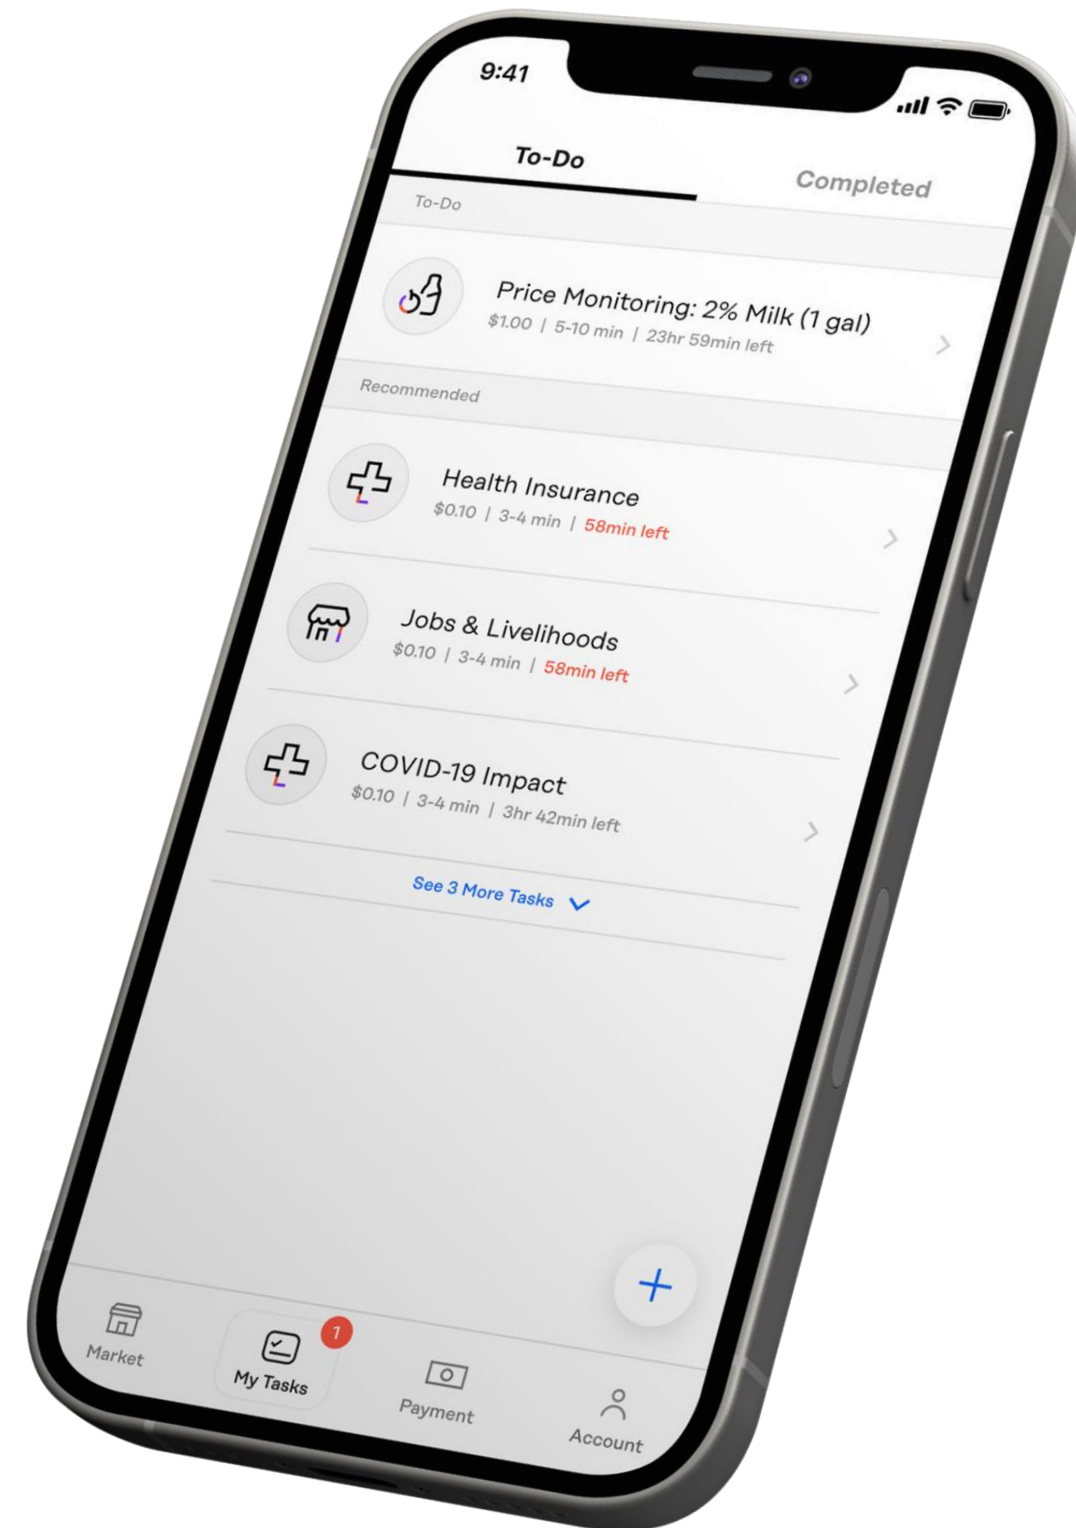 9:41
To-Do
Completed
To-Do
Price Monitoring: 2% Milk (1 gal)
$1.00 | 5-10 min | 23hr 59min left
Recommended
Health Insurance
$0.10 | 3-4 min | 58min left
Jobs & Livelihoods
$0.10 | 3-4 min | 58min left
COVID-19 Impact
$0.10 | 3-4 min | 3hr 42min left
See 3 More Tasks
1
Market
My Tasks
Payment
Account